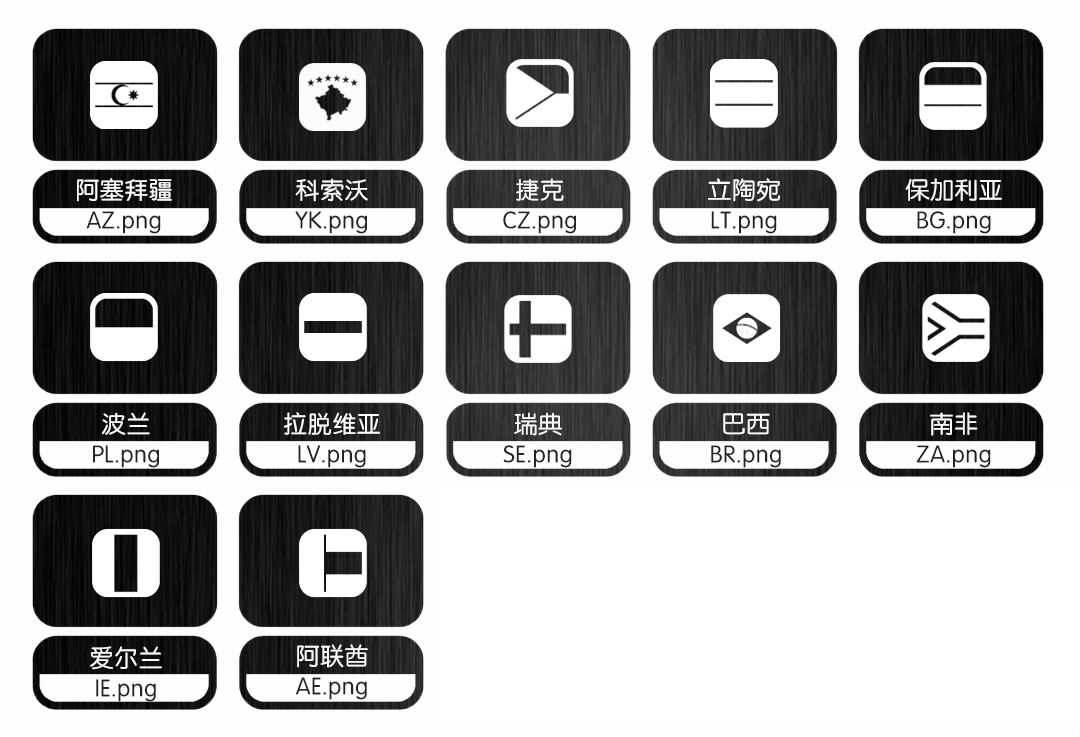 阿塞拜疆
AZ.png
科索沃
YK.png
捷克
CZ.png
立陶宛
LT.png
保加利亚
BG.png
波兰
PL.png
拉脱维亚
LV.png
瑞典
SE.png
巴西
BR.png
南非
ZA.png
爱尔兰
IE.png
阿联酋
AE.png